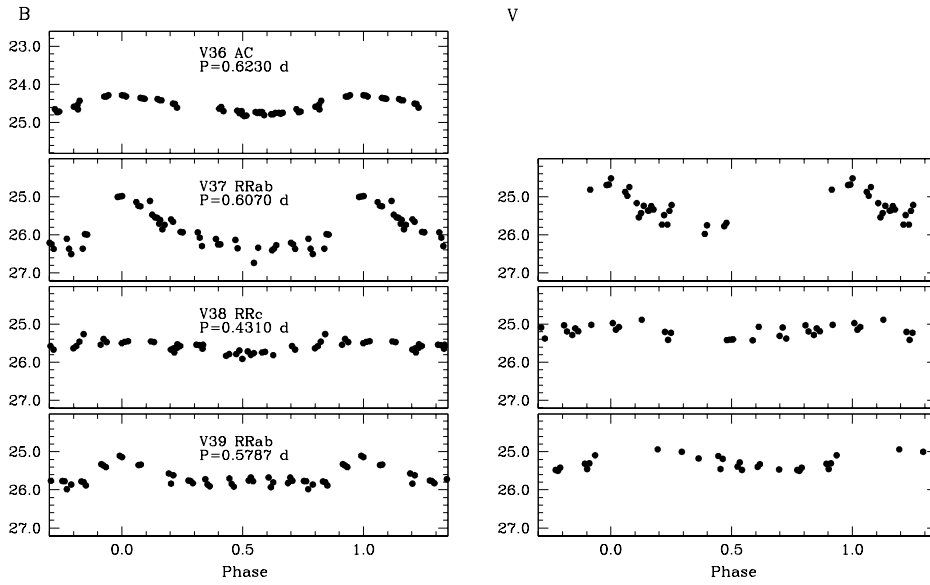 B
V
V36 AC
P=0.6230 d
23.0
24.0
25.0
V37 RRab
P=0.6070 d
25.0
26.0
27.0
25.0
26.0
27.0
V38 RRc
P=0.4310 d
25.0
26.0
27.0
25.0
26.0
27.0
V39 RRab
P=0.5787 d
25.0
26.0
27.0
25.0
26.0
27.0
0.0 0.5 1.0
0.0 0.5 1.0
Phase
Phase